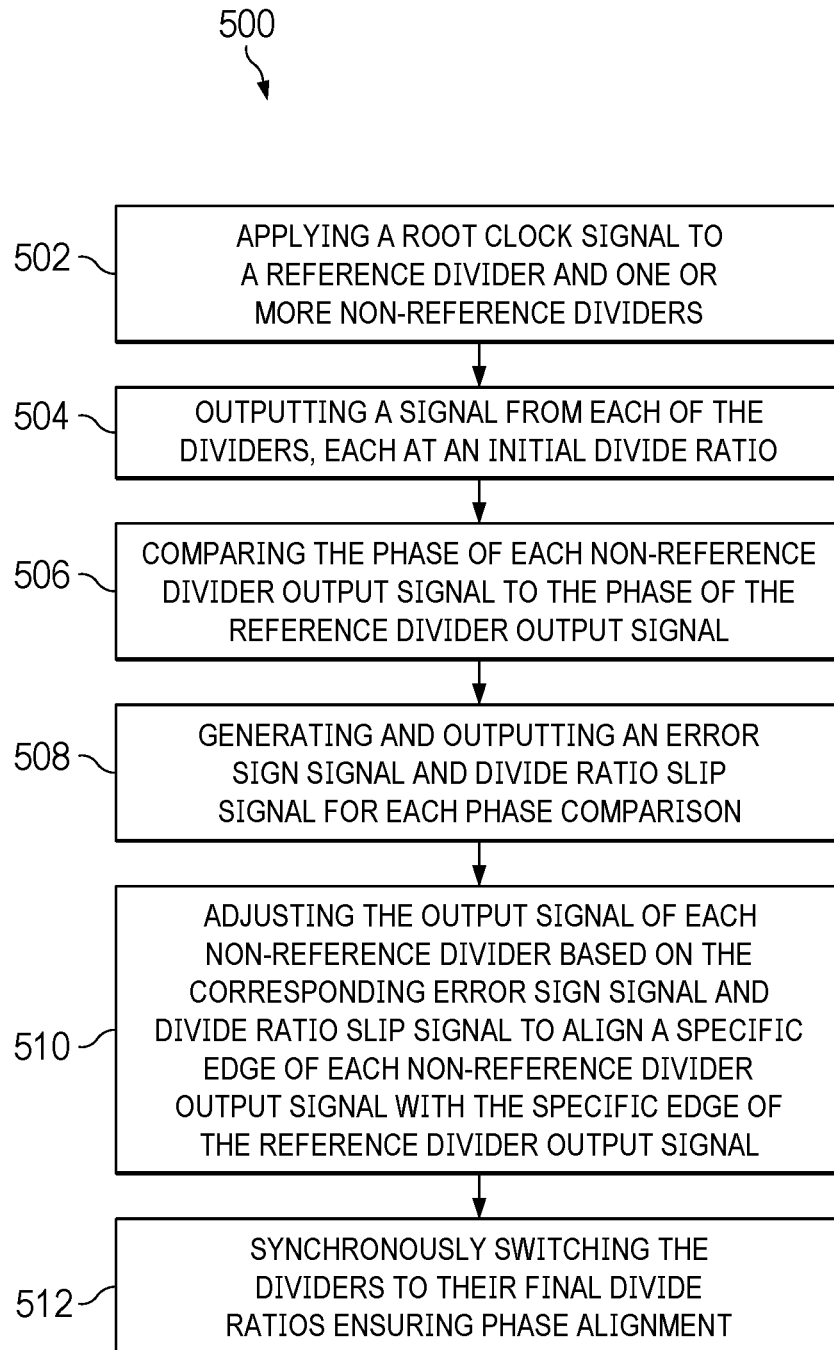 500
502
APPLYING A ROOT CLOCK SIGNAL TO
A REFERENCE DIVIDER AND ONE OR
MORE NON-REFERENCE DIVIDERS
504
OUTPUTTING A SIGNAL FROM EACH OF THE
DIVIDERS, EACH AT AN INITIAL DIVIDE RATIO
506
COMPARING THE PHASE OF EACH NON-REFERENCE
DIVIDER OUTPUT SIGNAL TO THE PHASE OF THE
REFERENCE DIVIDER OUTPUT SIGNAL
508
GENERATING AND OUTPUTTING AN ERROR
SIGN SIGNAL AND DIVIDE RATIO SLIP
SIGNAL FOR EACH PHASE COMPARISON
510
ADJUSTING THE OUTPUT SIGNAL OF EACH
NON-REFERENCE DIVIDER BASED ON THE
CORRESPONDING ERROR SIGN SIGNAL AND
DIVIDE RATIO SLIP SIGNAL TO ALIGN A SPECIFIC
EDGE OF EACH NON-REFERENCE DIVIDER
OUTPUT SIGNAL WITH THE SPECIFIC EDGE OF
THE REFERENCE DIVIDER OUTPUT SIGNAL
512
SYNCHRONOUSLY SWITCHING THE
DIVIDERS TO THEIR FINAL DIVIDE
RATIOS ENSURING PHASE ALIGNMENT